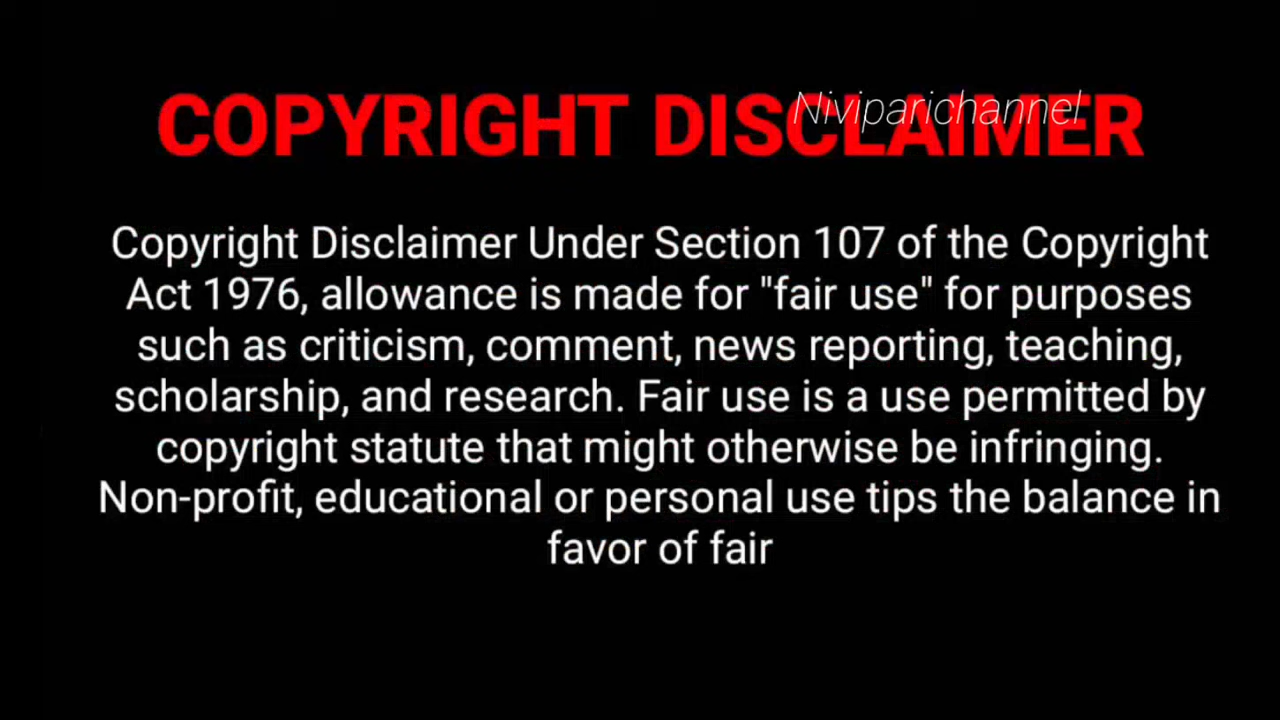 Niviparichannel
COPYRIGHT DISCLAIMER
Copyright Disclaimer Under Section 107 of the Copyright
Act 1976, allowance is made for "fair use" for purposes
such as criticism, comment, news reporting, teaching,
scholarship, and research. Fair use is a use permitted by
copyright statute that might otherwise be infringing.
Non-profit, educational or personal use tips the balance in
favor of fair